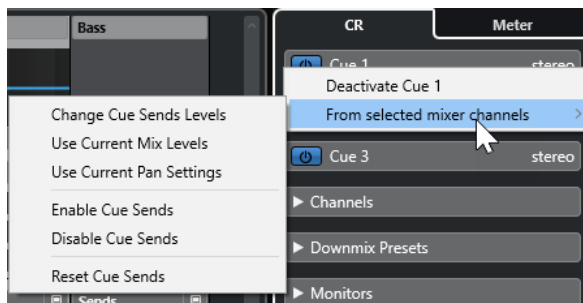 Bass
CR
Meter
Cue 1
stereo
Deactivate Cue 1
From selected mixer channels
Change Cue Sends Levels
Use Current Mix Levels
Use Current Pan Settings
Enable Cue Sends
Disable Cue Sends
Reset Cue Sends
Cue 3
stereo
Channels
Downmix Presets
Monitors
Sends